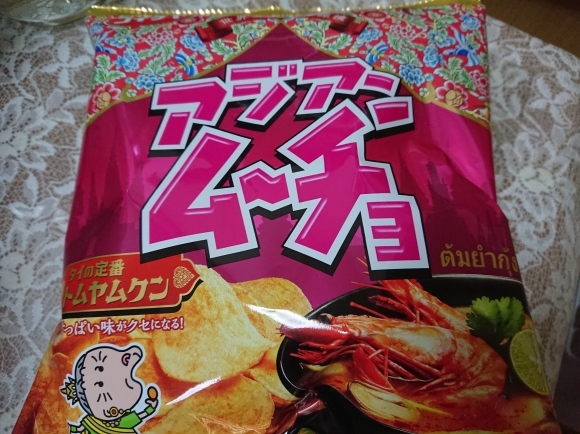 アジアン
ムーチョ
ต้มยำกุ้ง
タイの定番
トムヤムクン
すっぱい味がクセになる!